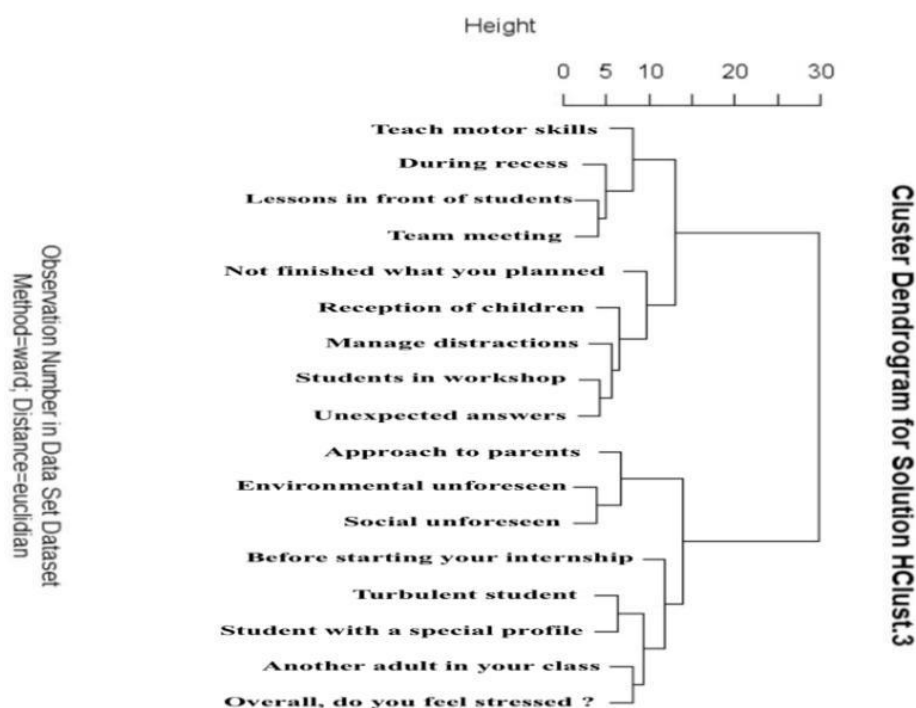 Height
0 5 10 20 30
Teach motor skills
During recess
Lessons in front of students
Team meeting
Not finished what you planned
Reception of children
Manage distractions
Students in workshop
Unexpected answers
Approach to parents
Environmental unforeseen
Social unforeseen
Before starting your internship
Turbulent student
Student with a special profile
Another adult in your class
Overall, do you feel stressed ?
Cluster Dendrogram for Solution HClust.3
Observation Number in Data Set Dataset
Method=ward; Distance=euclidian